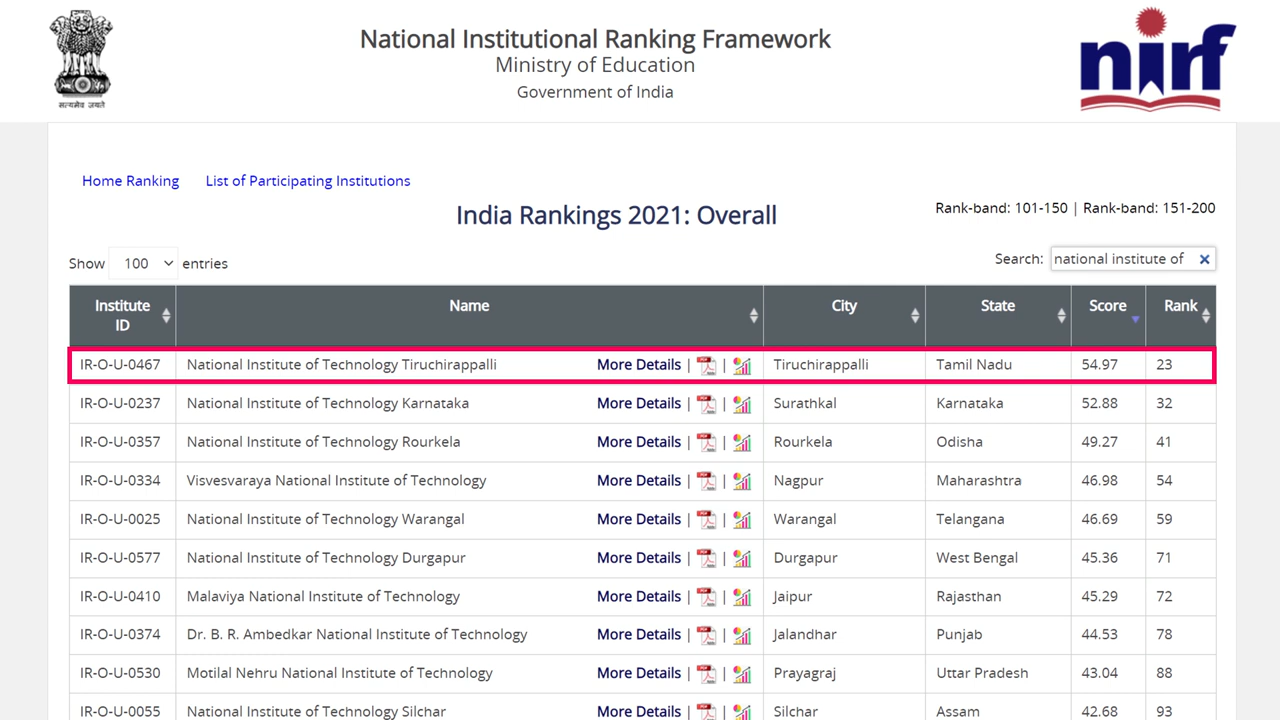 National Institutional Ranking Framework
Ministry of Education
Government of India
सत्यमेव जयते
nirf
Home Ranking List of Participating Institutions
Rank-band: 101-150 | Rank-band: 151-200
India Rankings 2021: Overall
Show 100 entries
Search: national institute of
Institute ID Name City State Score Rank
IR-O-U-0467 National Institute of Technology Tiruchirappalli More Details | PDF | Tiruchirappalli Tamil Nadu 54.97 23
IR-O-U-0237 National Institute of Technology Karnataka More Details | PDF | Surathkal Karnataka 52.88 32
IR-O-U-0357 National Institute of Technology Rourkela More Details | PDF | Rourkela Odisha 49.27 41
IR-O-U-0334 Visvesvaraya National Institute of Technology More Details | PDF | Nagpur Maharashtra 46.98 54
IR-O-U-0025 National Institute of Technology Warangal More Details | PDF | Warangal Telangana 46.69 59
IR-O-U-0577 National Institute of Technology Durgapur More Details | PDF | Durgapur West Bengal 45.36 71
IR-O-U-0410 Malaviya National Institute of Technology More Details | PDF | Jaipur Rajasthan 45.29 72
IR-O-U-0374 Dr. B. R. Ambedkar National Institute of Technology More Details | PDF | Jalandhar Punjab 44.53 78
IR-O-U-0530 Motilal Nehru National Institute of Technology More Details | PDF | Prayagraj Uttar Pradesh 43.04 88
IR-O-U-0055 National Institute of Technology Silchar More Details | PDF | Silchar Assam 42.68 93